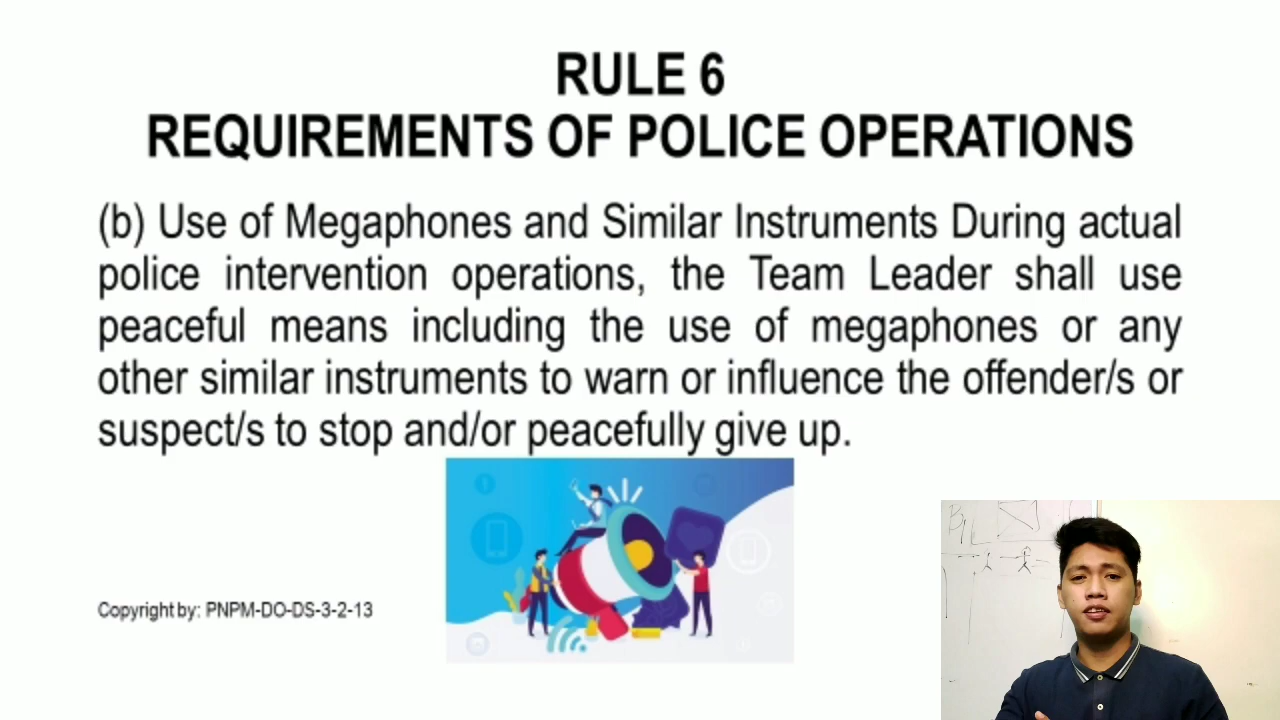 RULE 6
REQUIREMENTS OF POLICE OPERATIONS
(b) Use of Megaphones and Similar Instruments During actual
police intervention operations, the Team Leader shall use
peaceful means including the use of megaphones or any
other similar instruments to warn or influence the offender/s or
suspect/s to stop and/or peacefully give up.
Copyright by: PNPM-DO-DS-3-2-13